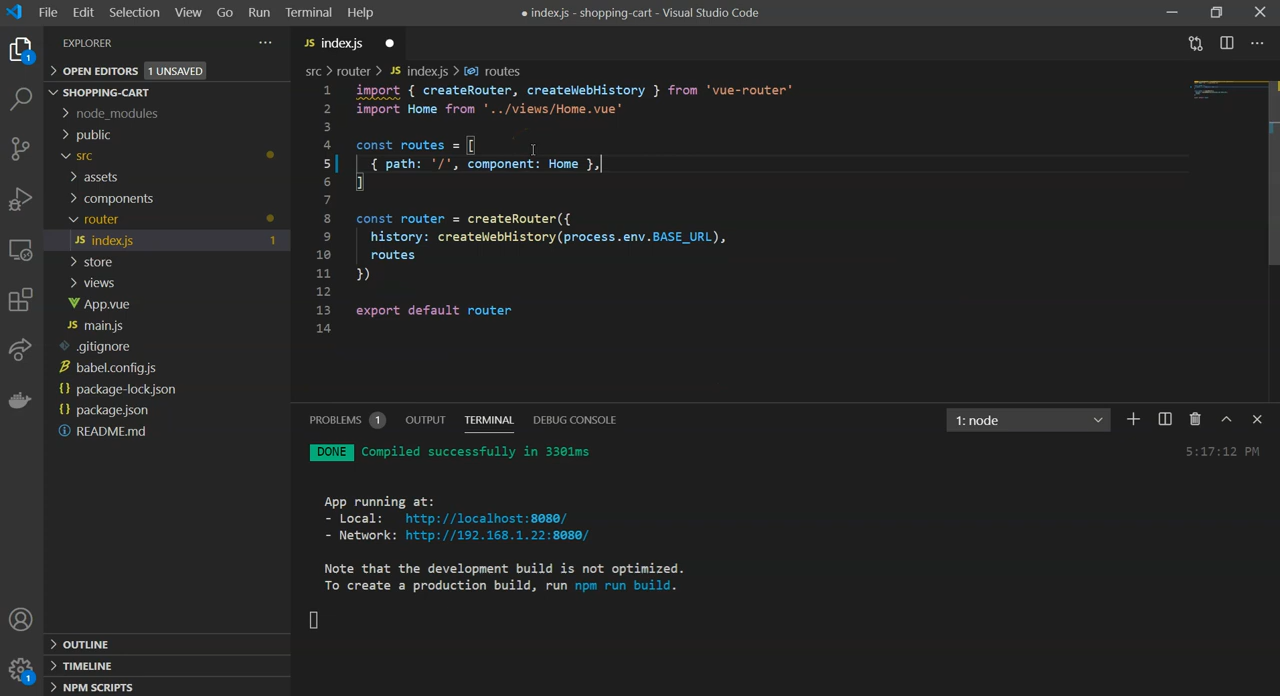 File Edit Selection View Go Run Terminal Help
● index.js - shopping-cart - Visual Studio Code
EXPLORER
1
OPEN EDITORS 1 UNSAVED
SHOPPING-CART
node_modules
public
src
assets
components
router
JS index.js 1
store
views
App.vue
JS main.js
.gitignore
babel.config.js
{} package-lock.json
{} package.json
README.md
OUTLINE
TIMELINE
NPM SCRIPTS
1
JS index.js ●
src > router > JS index.js > routes
1 import { createRouter, createWebHistory } from 'vue-router'
2 import Home from '../views/Home.vue'
3
4 const routes = [
5 { path: '/', component: Home },
6 ]
7
8 const router = createRouter({
9 history: createWebHistory(process.env.BASE_URL),
10 routes
11 })
12
13 export default router
14
PROBLEMS 1 OUTPUT TERMINAL DEBUG CONSOLE 1: node
DONE Compiled successfully in 3301ms 5:17:12 PM
App running at:
- Local: http://localhost:8080/
- Network: http://192.168.1.22:8080/
Note that the development build is not optimized.
To create a production build, run npm run build.